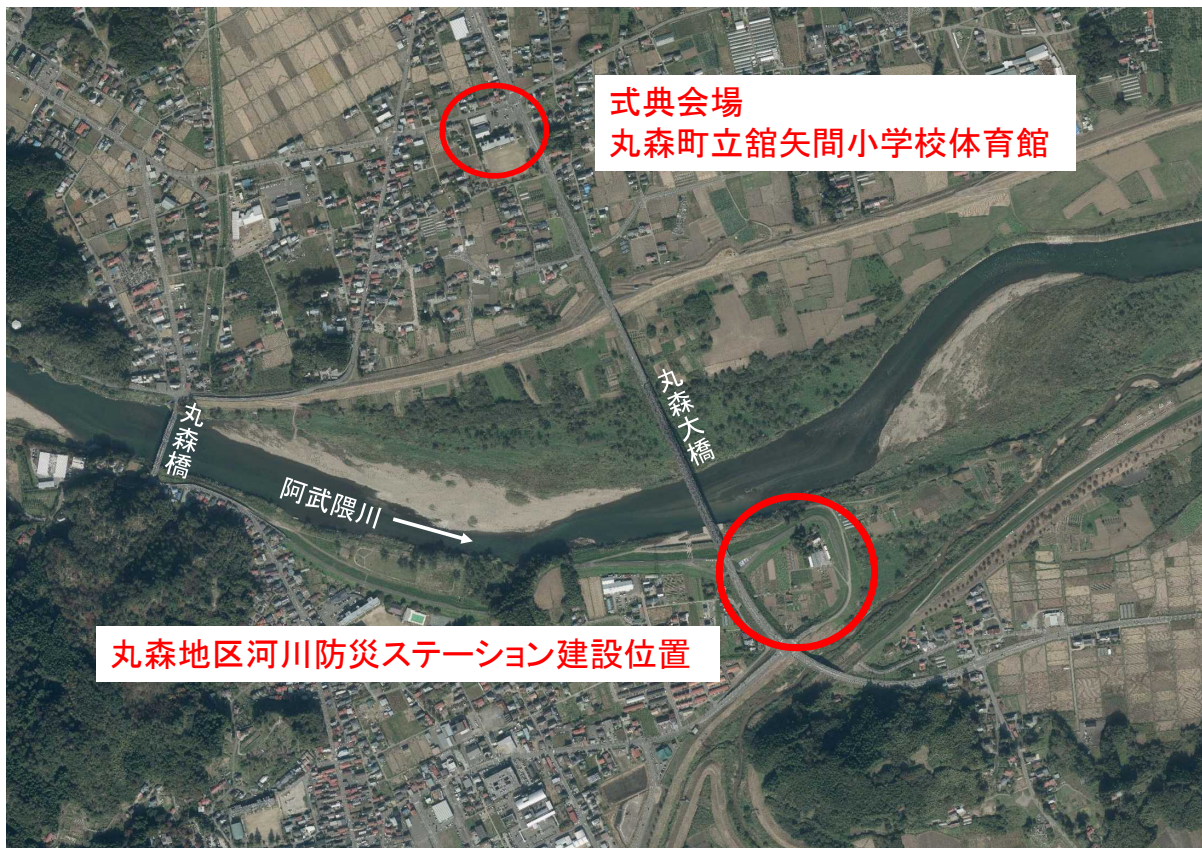 式典会場
丸森町立舘矢間小学校体育館
丸森大橋
丸森橋
阿武隈川
丸森地区河川防災ステーション建設位置